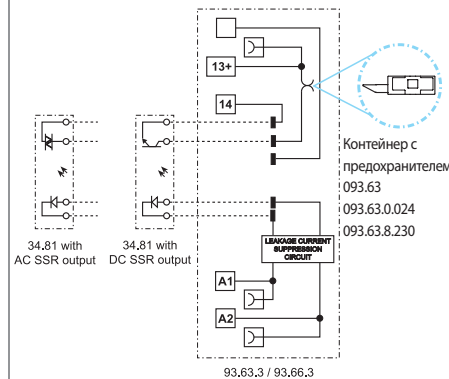 13+
14
Контейнер с
предохранителем
093.63
093.63.0.024
093.63.8.230
34.81 with
AC SSR output
34.81 with
DC SSR output
LEAKAGE CURRENT
SUPPRESSION
CIRCUIT
A1
A2
93.63.3 / 93.66.3